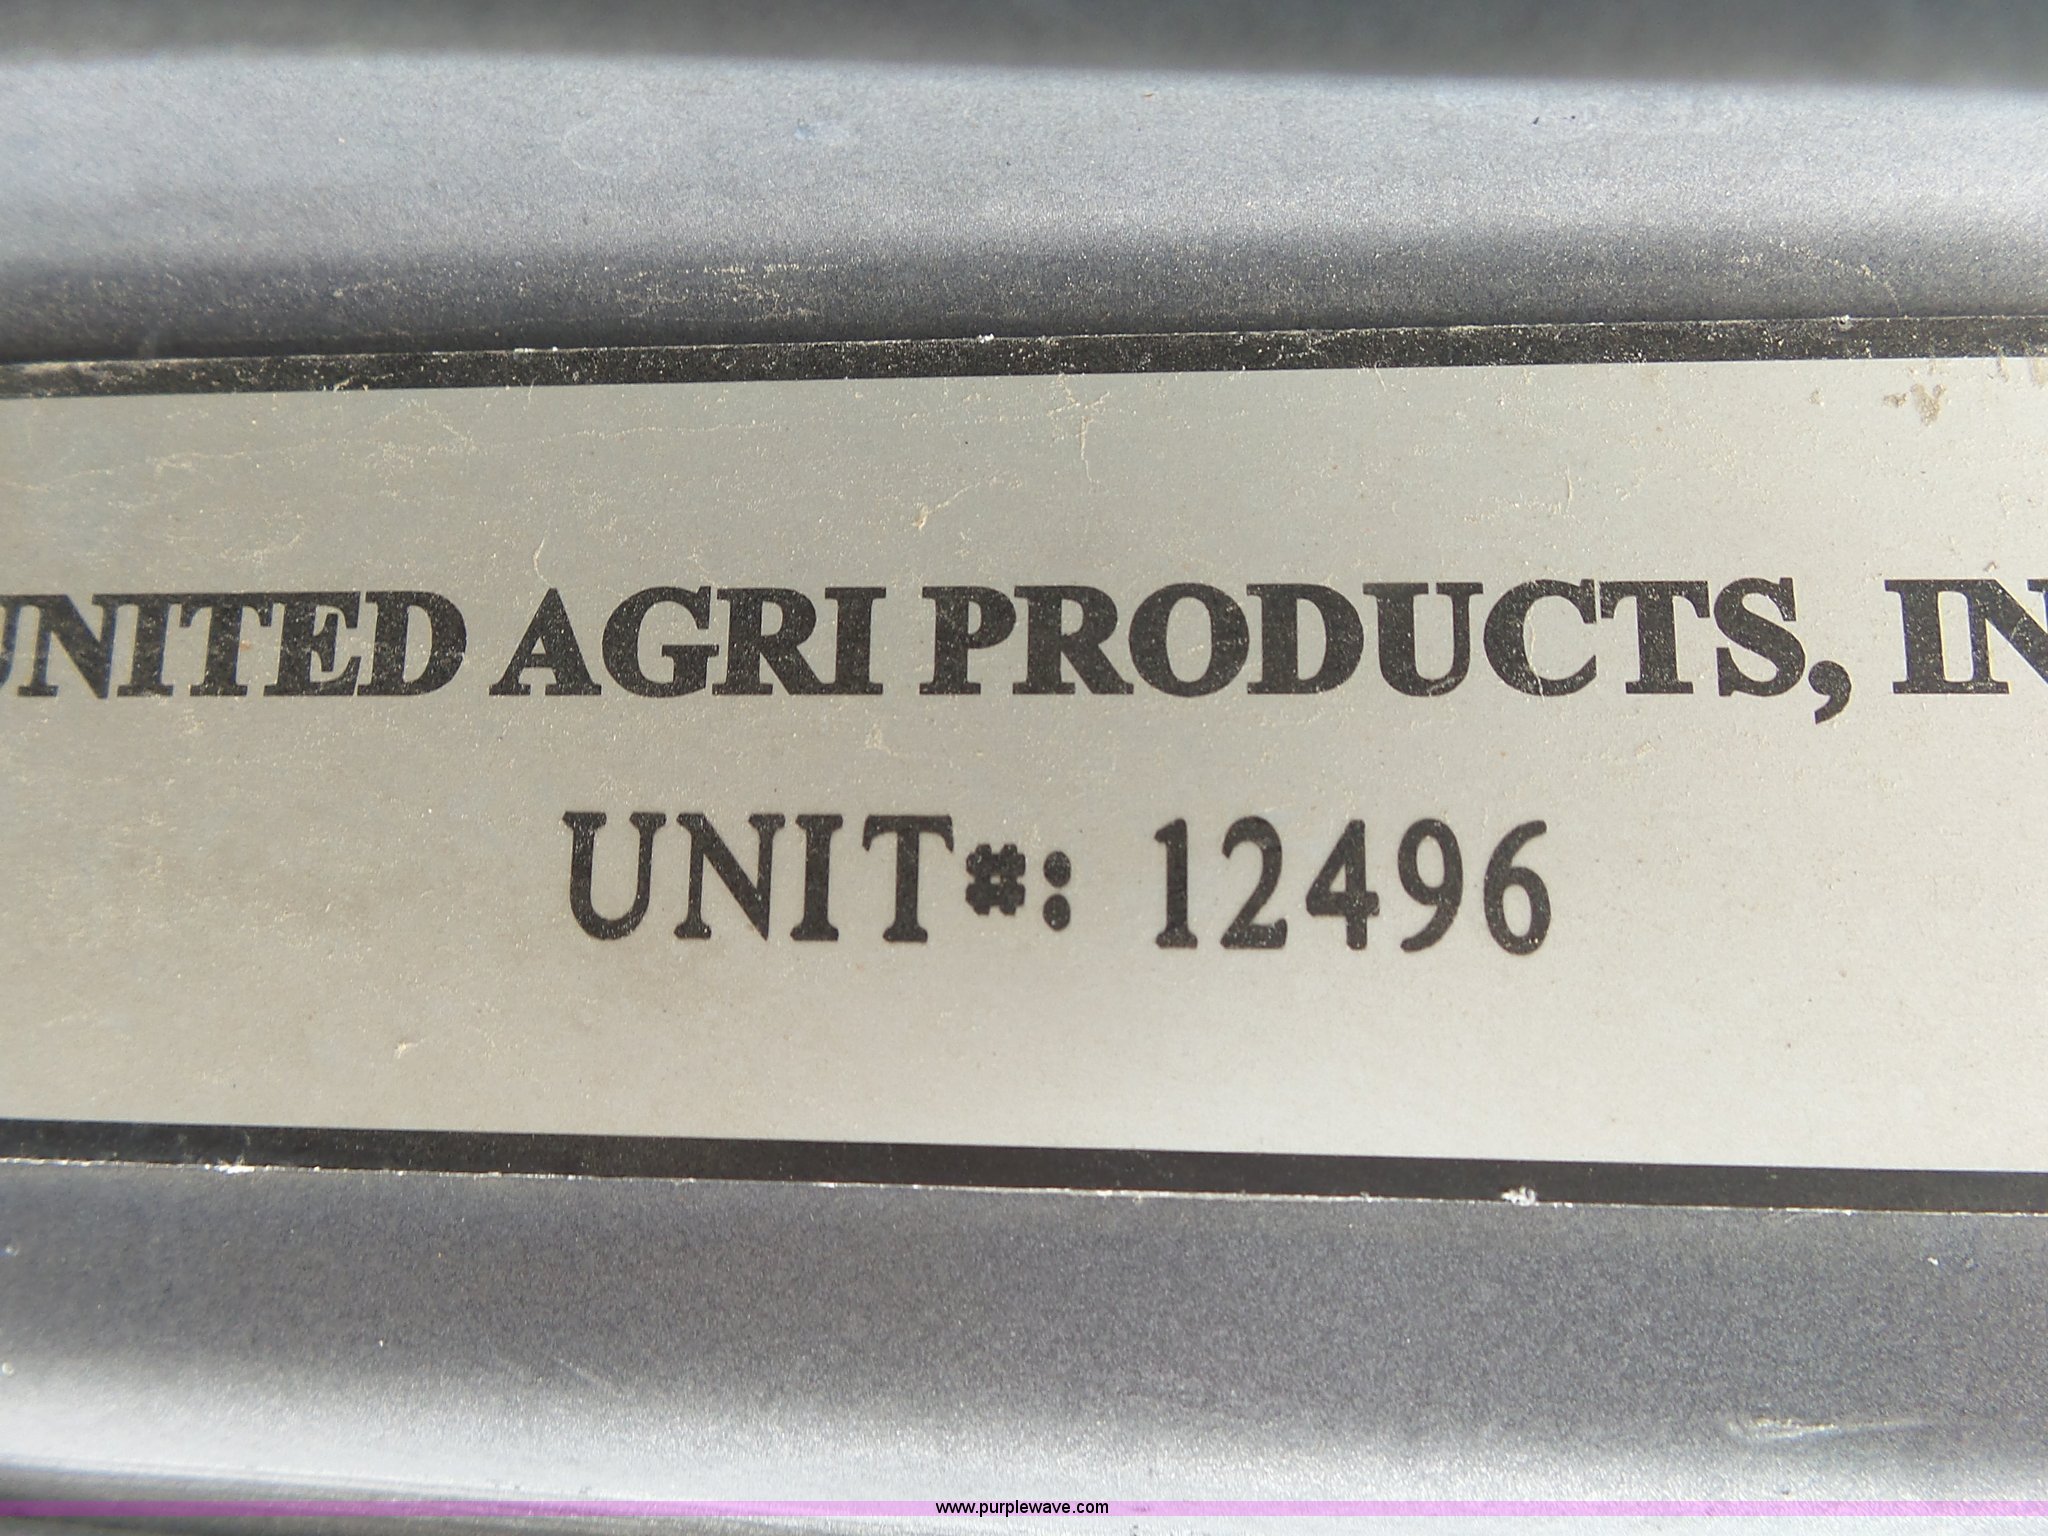 UNITED AGRI PRODUCTS, IN
UNIT#: 12496
www.purplewave.com